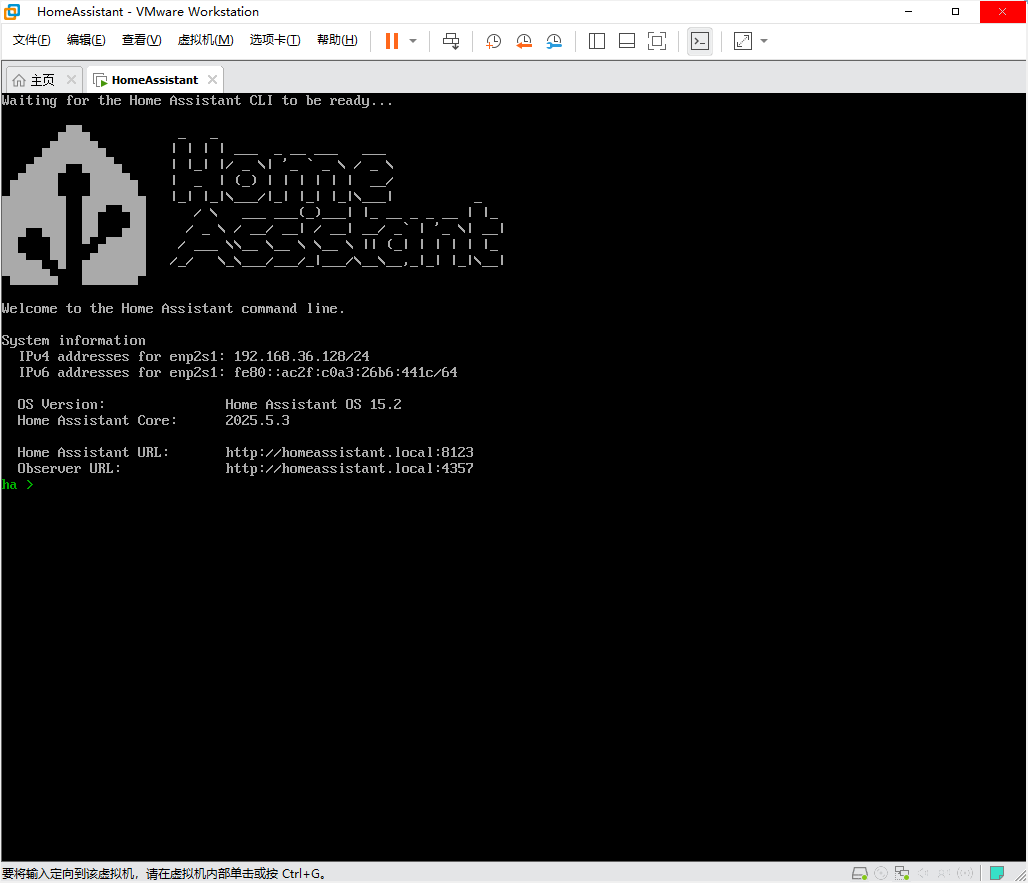 HomeAssistant - VMware Workstation
文件(F) 编辑(E) 查看(V) 虚拟机(M) 选项卡(T) 帮助(H)
主页 HomeAssistant
Waiting for the Home Assistant CLI to be ready...
Home
Assistant
Welcome to the Home Assistant command line.
System information
IPv4 addresses for enp2s1: 192.168.36.128/24
IPv6 addresses for enp2s1: fe80::ac2f:c0a3:26b6:441c/64
OS Version: Home Assistant OS 15.2
Home Assistant Core: 2025.5.3
Home Assistant URL: http://homeassistant.local:8123
Observer URL: http://homeassistant.local:4357
ha >
要将输入定向到该虚拟机，请在虚拟机内部单击或按 Ctrl+G。